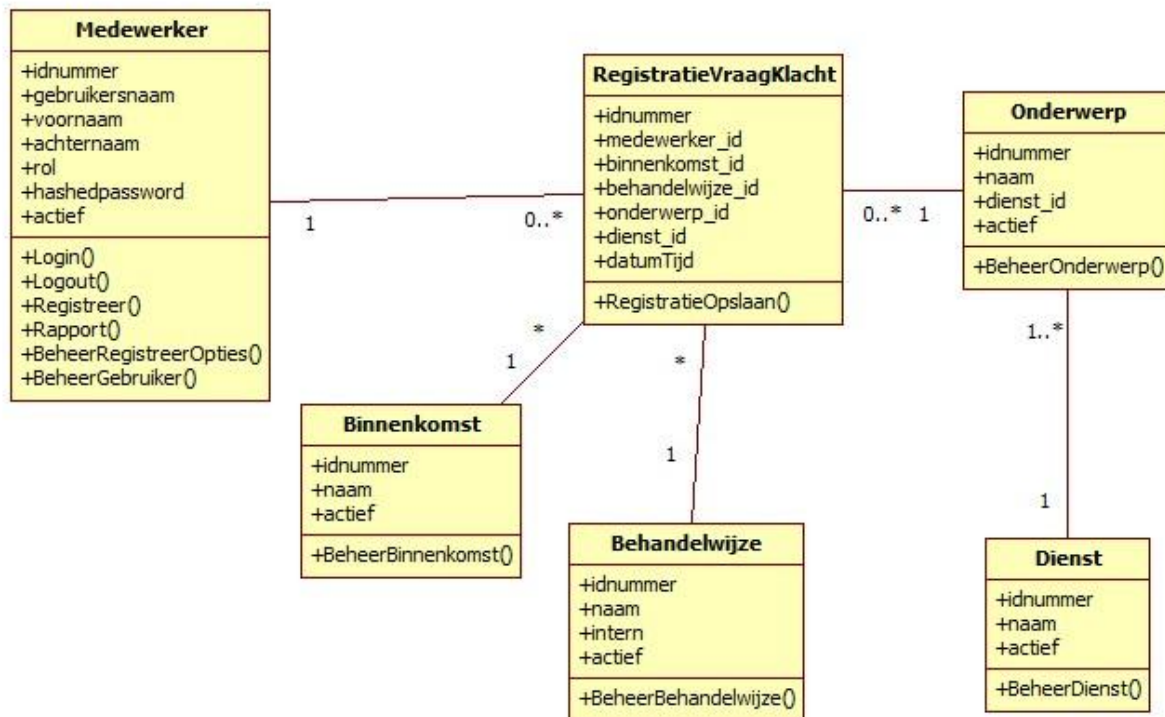 Medewerker
+idnummer
+gebruikersnaam
+voornaam
+achternaam
+rol
+hashedpassword
+actief
+Login()
+Logout()
+Registreer()
+Rapport()
+BeheerRegistreerOpties()
+BeheerGebruiker()
1
0..*
RegistratieVraagKlacht
+idnummer
+medewerker_id
+binnenkomst_id
+behandelwijze_id
+onderwerp_id
+dienst_id
+datumTijd
+RegistratieOpslaan()
0..*
1
Onderwerp
+idnummer
+naam
+dienst_id
+actief
+BeheerOnderwerp()
*
1
*
1
1..*
1
Binnenkomst
+idnummer
+naam
+actief
+BeheerBinnenkomst()
Behandelwijze
+idnummer
+naam
+intern
+actief
+BeheerBehandelwijze()
Dienst
+idnummer
+naam
+actief
+BeheerDienst()